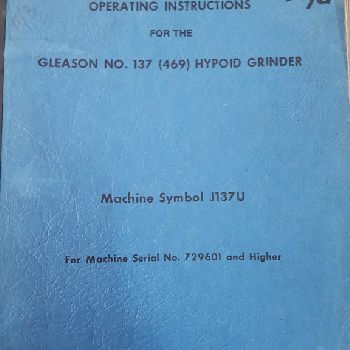 OPERATING INSTRUCTIONS
FOR THE
GLEASON NO. 137 (469) HYPOID GRINDER
Machine Symbol J137U
For Machine Serial No. 729601 and Higher